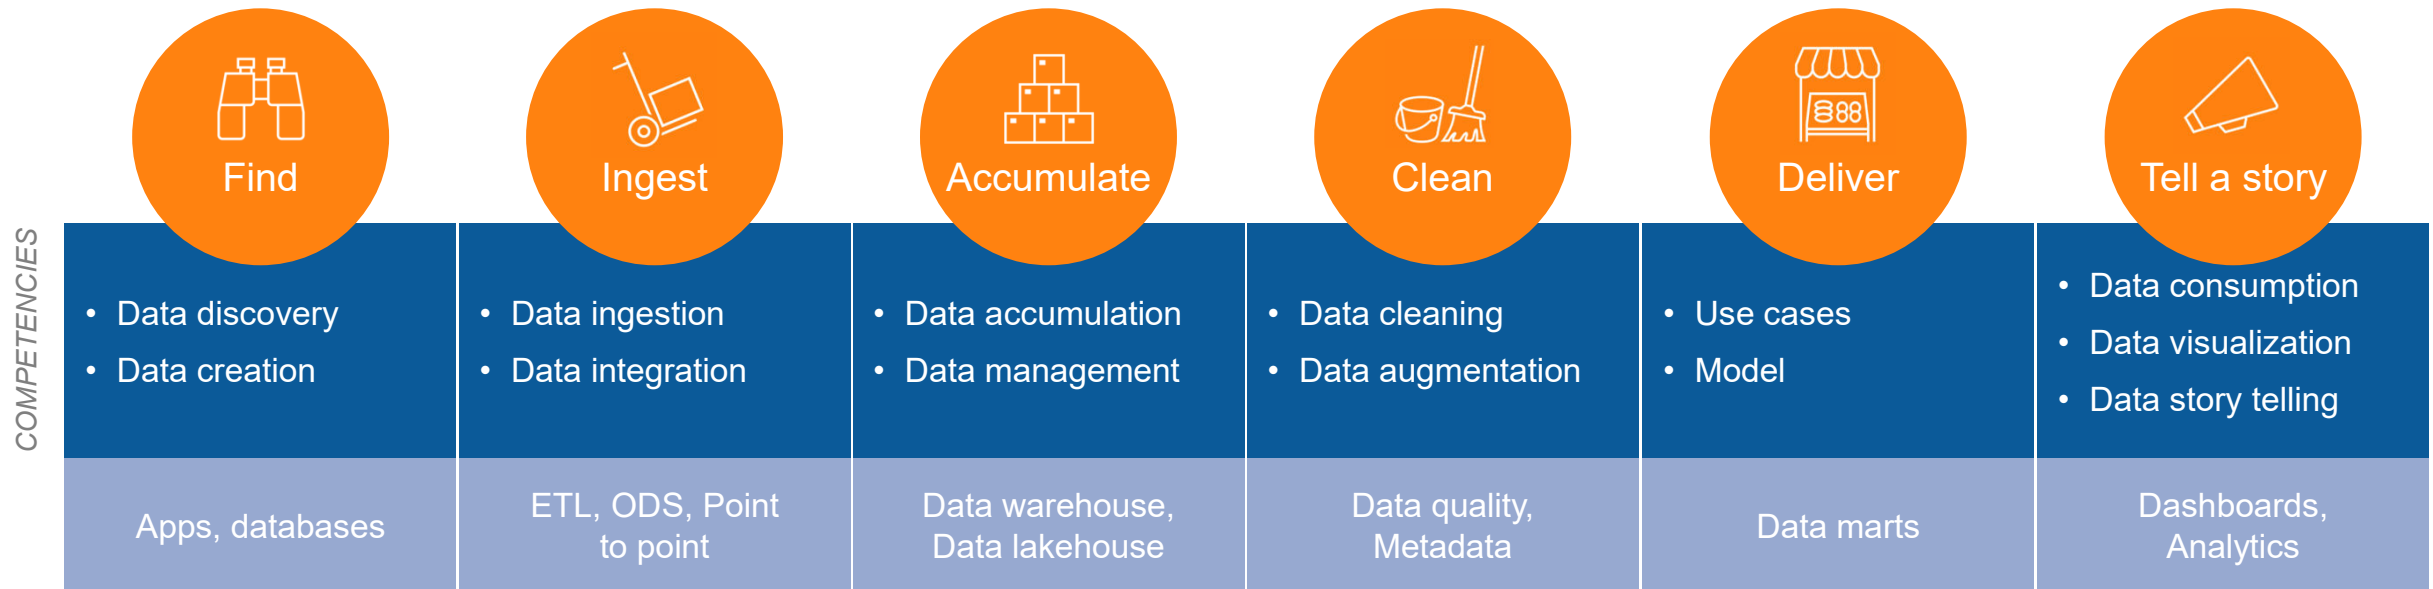 Find
Ingest
Accumulate
Clean
Deliver
Tell a story
COMPETENCIES
• Data discovery
• Data creation
• Data ingestion
• Data integration
• Data accumulation
• Data management
• Data cleaning
• Data augmentation
• Use cases
• Model
• Data consumption
• Data visualization
• Data story telling
Apps, databases
ETL, ODS, Point
to point
Data warehouse,
Data lakehouse
Data quality,
Metadata
Data marts
Dashboards,
Analytics